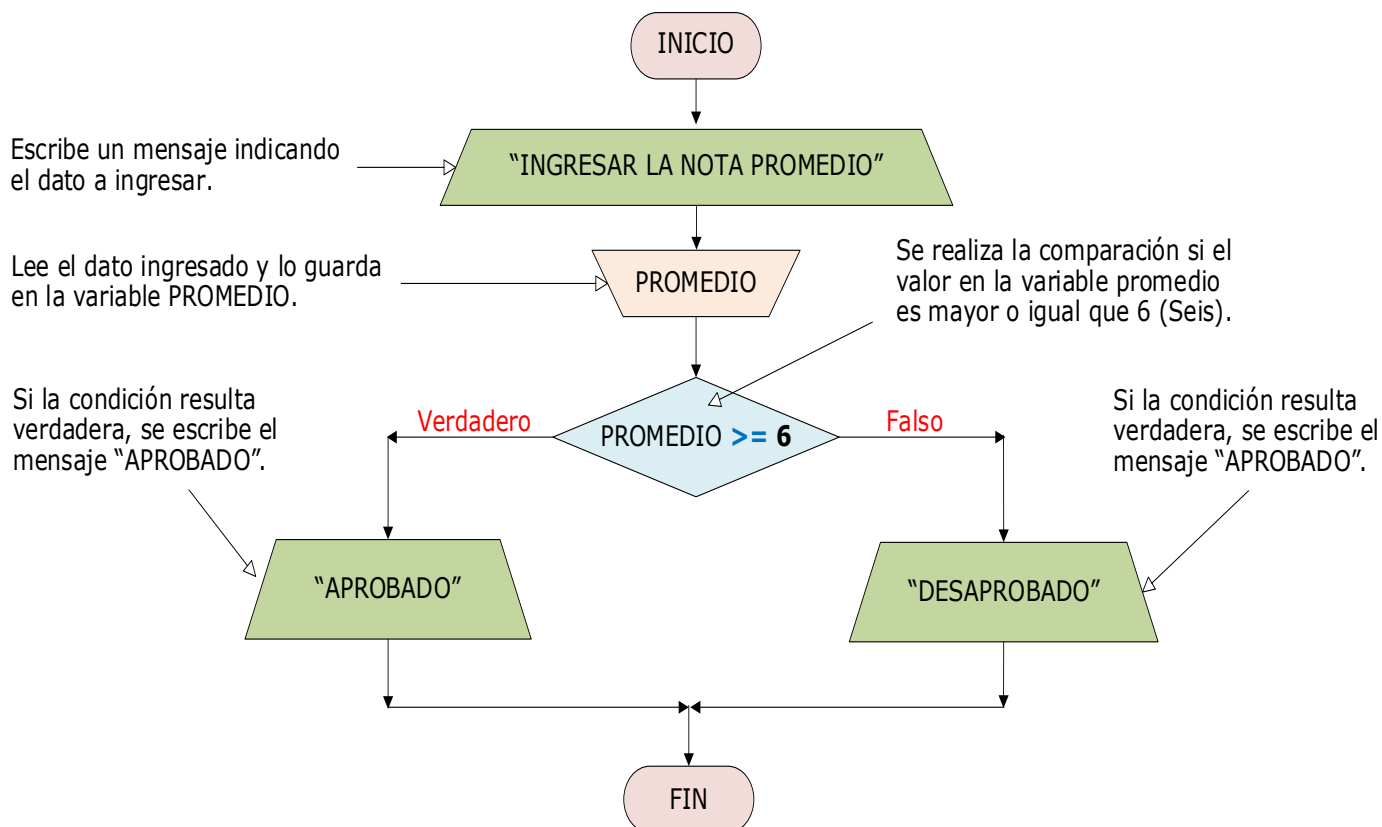 INICIO
Escribe un mensaje indicando
el dato a ingresar.
“INGRESAR LA NOTA PROMEDIO”
Lee el dato ingresado y lo guarda
en la variable PROMEDIO.
PROMEDIO
Se realiza la comparación si el
valor en la variable promedio
es mayor o igual que 6 (Seis).
Si la condición resulta
verdadera, se escribe el
mensaje “APROBADO”.
Verdadero
PROMEDIO >= 6
Falso
Si la condición resulta
verdadera, se escribe el
mensaje “APROBADO”.
“APROBADO”
“DESAPROBADO”
FIN